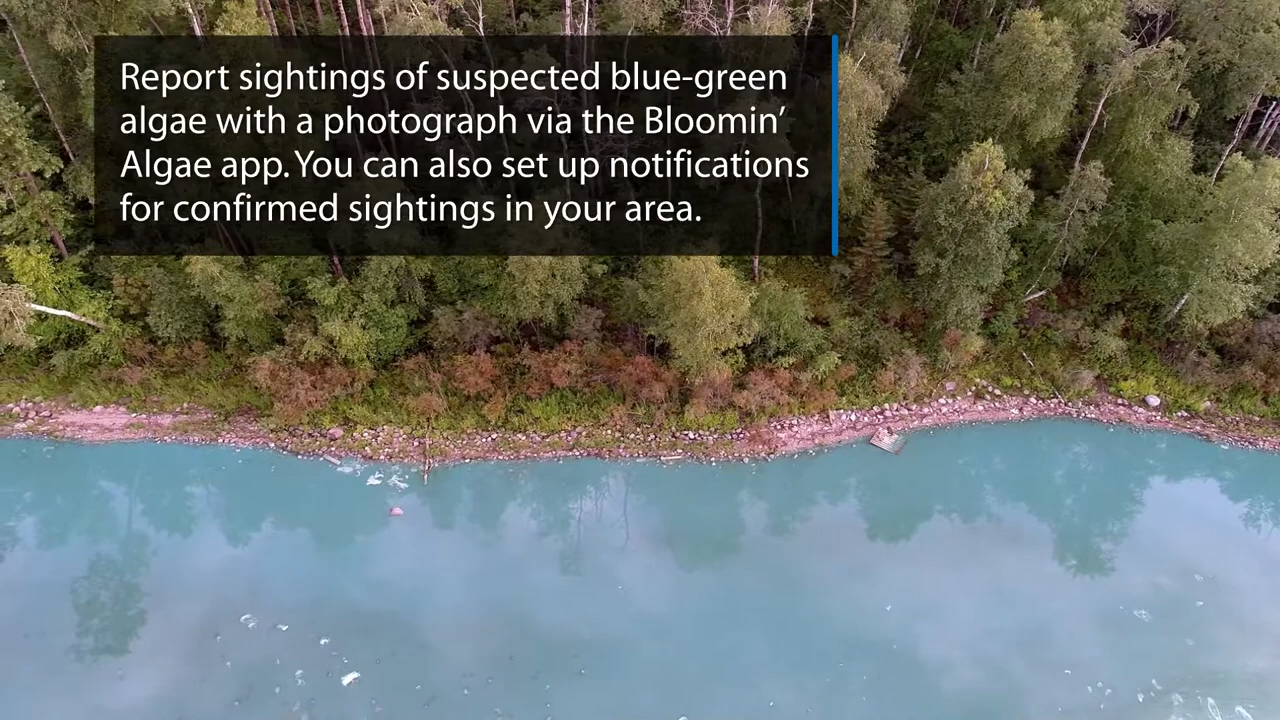 Report sightings of suspected blue-green
algae with a photograph via the Bloomin’
Algae app. You can also set up notifications
for confirmed sightings in your area.